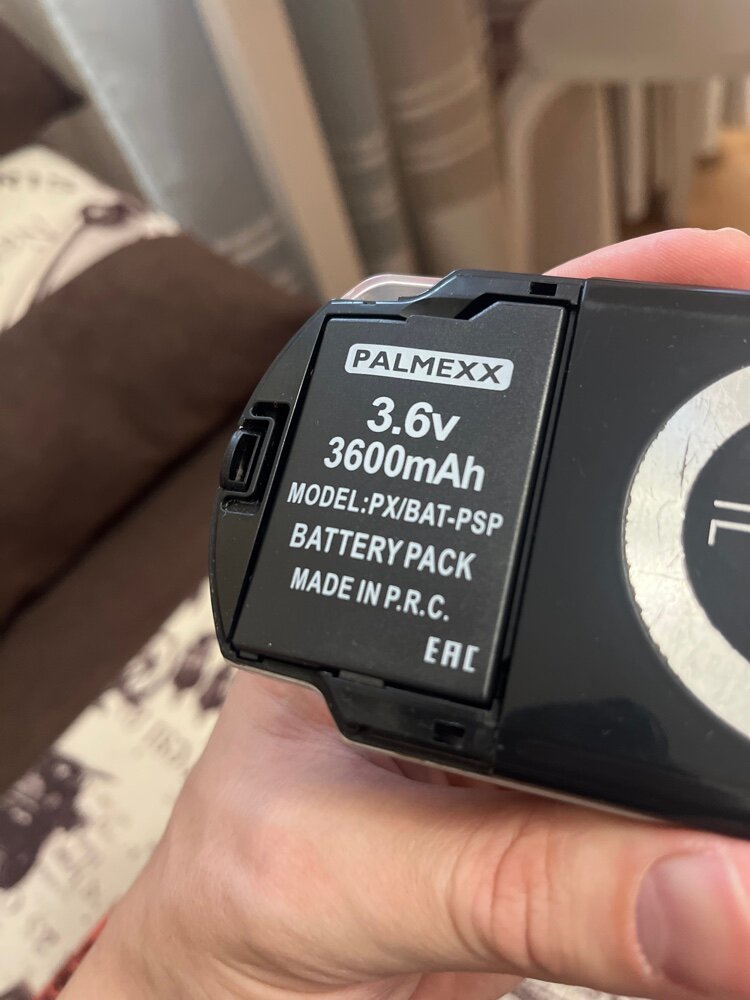 PALMEXX
3.6v
3600mAh
MODEL:PX/BAT-PSP
BATTERY PACK
MADE IN P.R.C.
EAC